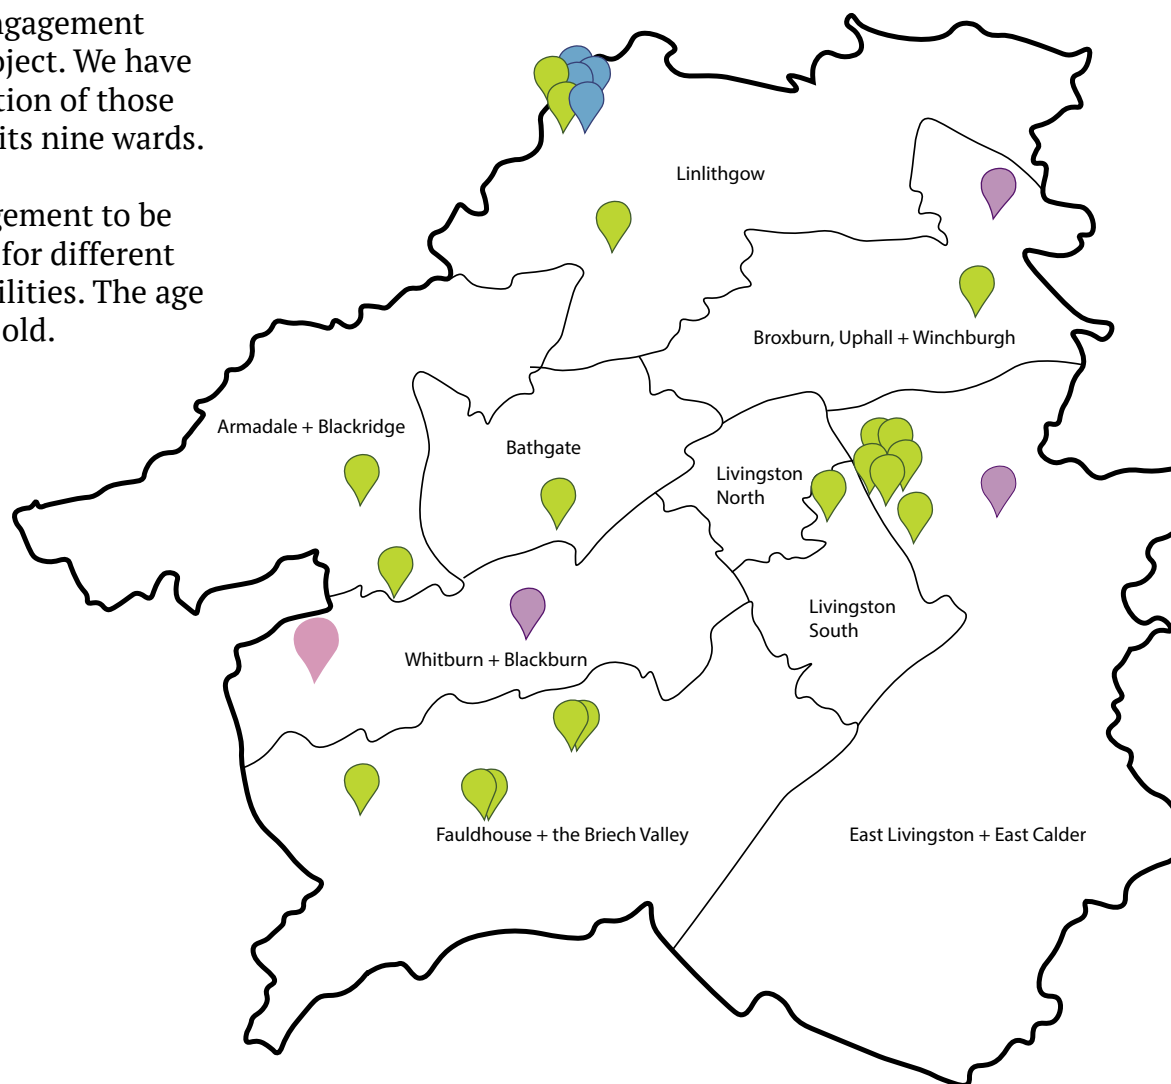 ngagement
oject. We have
tion of those
its nine wards.
gement to be
for different
ilities. The age
old.
Linlithgow
Broxburn, Uphall + Winchburgh
Armadale + Blackridge
Bathgate
Livingston
North
Livingston
South
Whitburn + Blackburn
Fauldhouse + the Briech Valley
East Livingston + East Calder